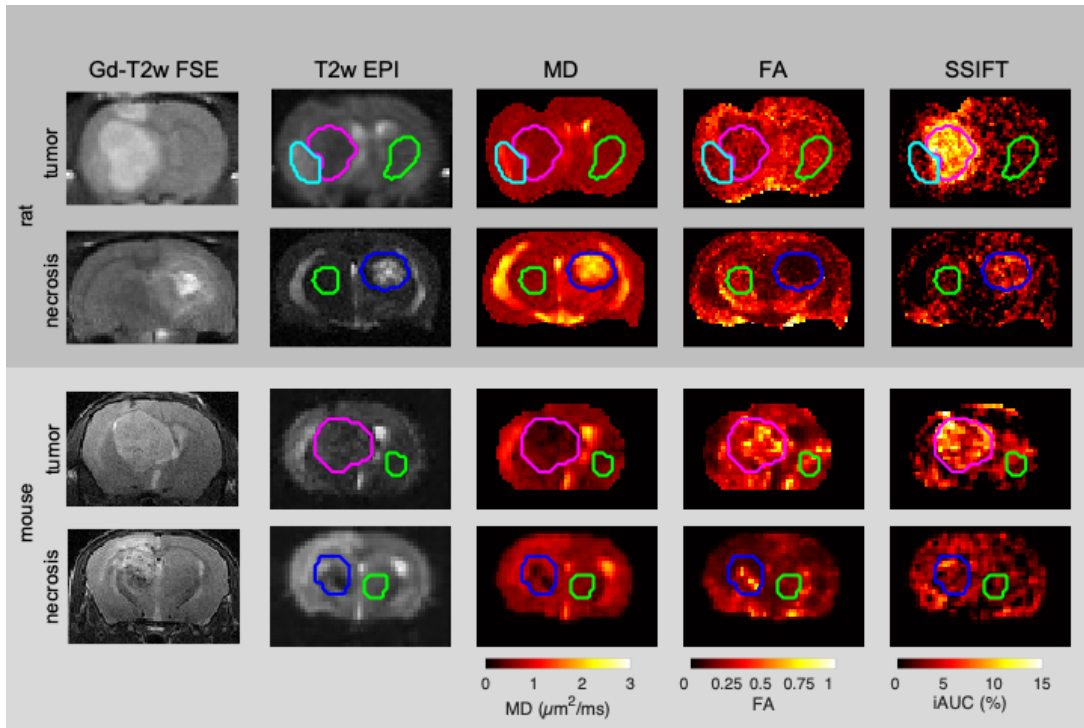 Gd-T2w FSE T2w EPI MD FA SSIFT
rat
tumor
necrosis
mouse
tumor
necrosis
0 1 2 3 0 0.25 0.5 0.75 1 0 5 10 15
MD (μm²/ms) FA iAUC (%)